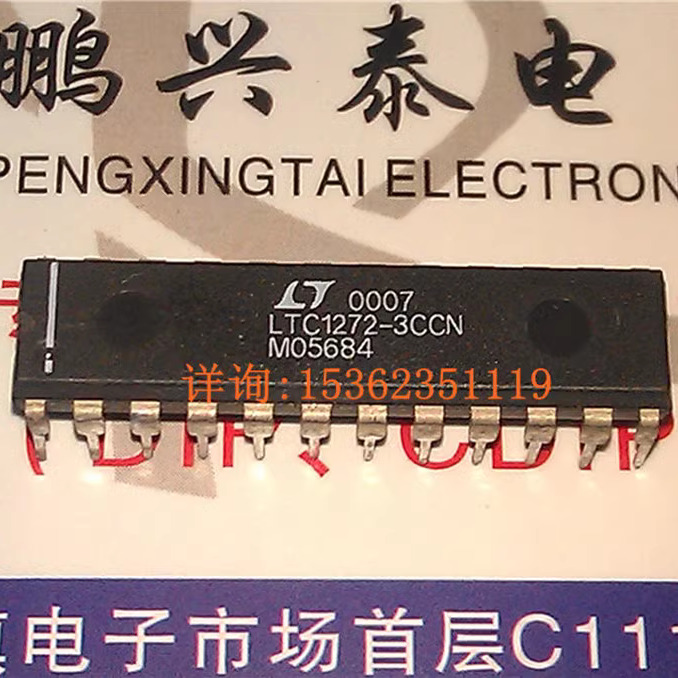 鹏兴泰电
PENGXINGTAI ELECTRON
LT 0007
LTC1272-3CCN
M05684
详询:15362351119
电子市场首层C111